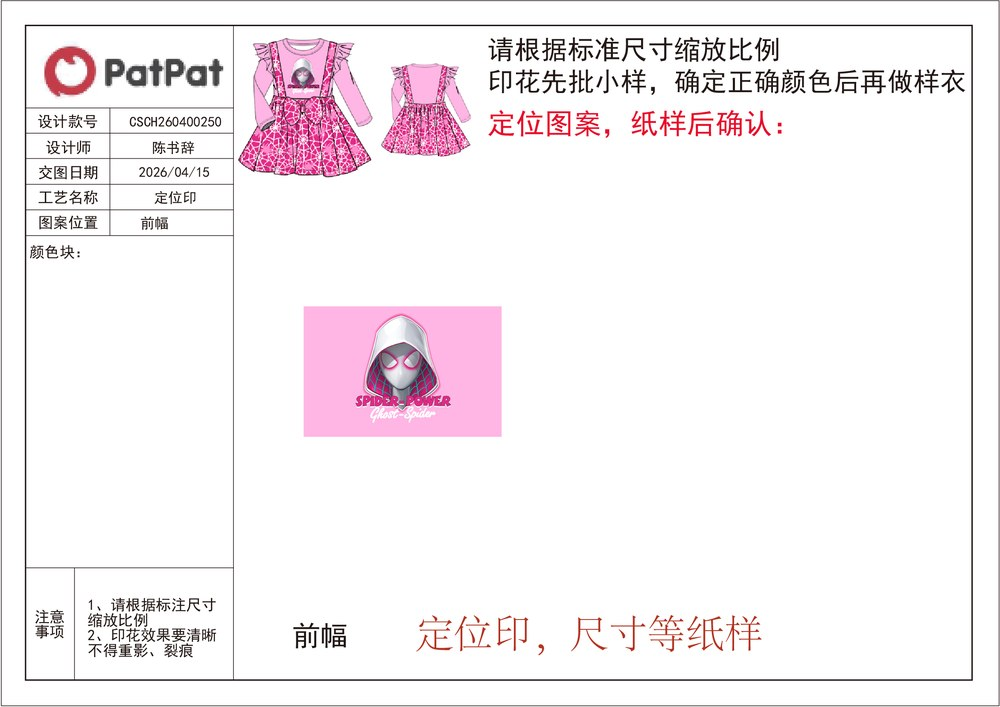 PatPat
设计款号 CSCH260400250
设计师 陈书辞
交图日期 2026/04/15
工艺名称 定位印
图案位置 前幅
颜色块：
注意事项
1、请根据标注尺寸
缩放比例
2、印花效果要清晰
不得重影、裂痕
请根据标准尺寸缩放比例
印花先批小样，确定正确颜色后再做样衣
定位图案，纸样后确认：
SPIDER-POWER
Ghost-Spider
前幅
定位印，尺寸等纸样